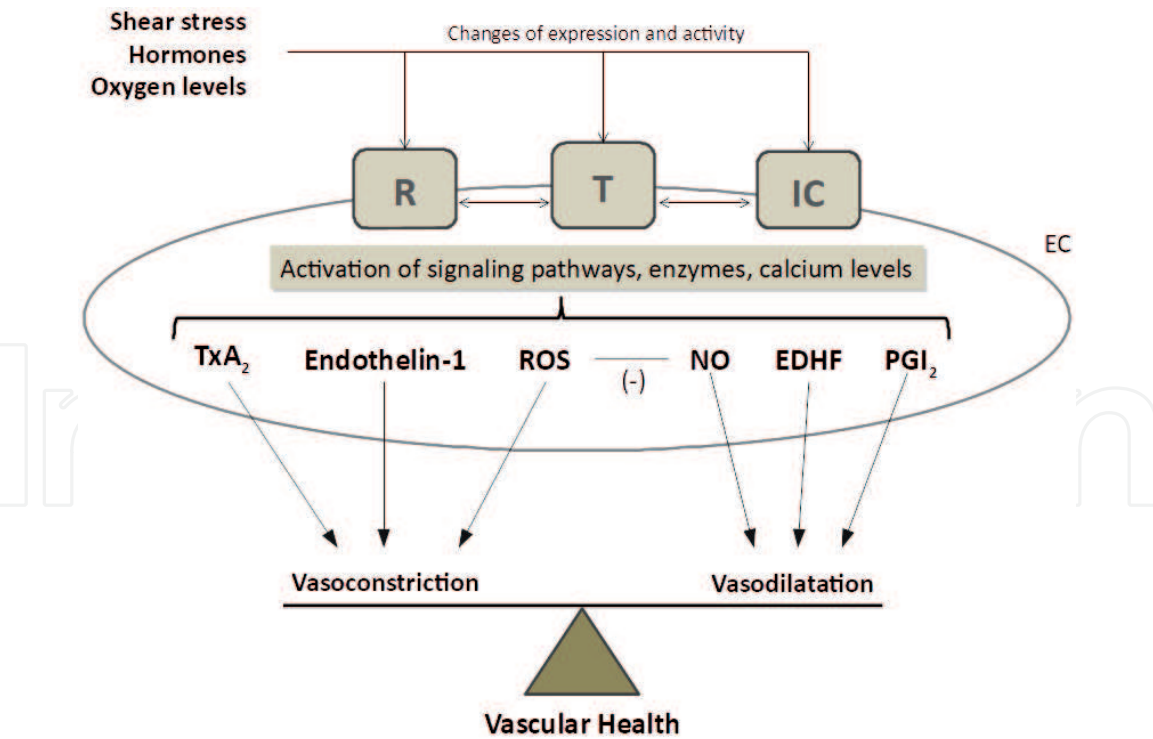 Shear stress
Hormones
Oxygen levels
Changes of expression and activity
R
T
IC
EC
Activation of signaling pathways, enzymes, calcium levels
TxA₂ Endothelin-1 ROS NO EDHF PGI₂
(-)
Vasoconstriction Vasodilatation
Vascular Health